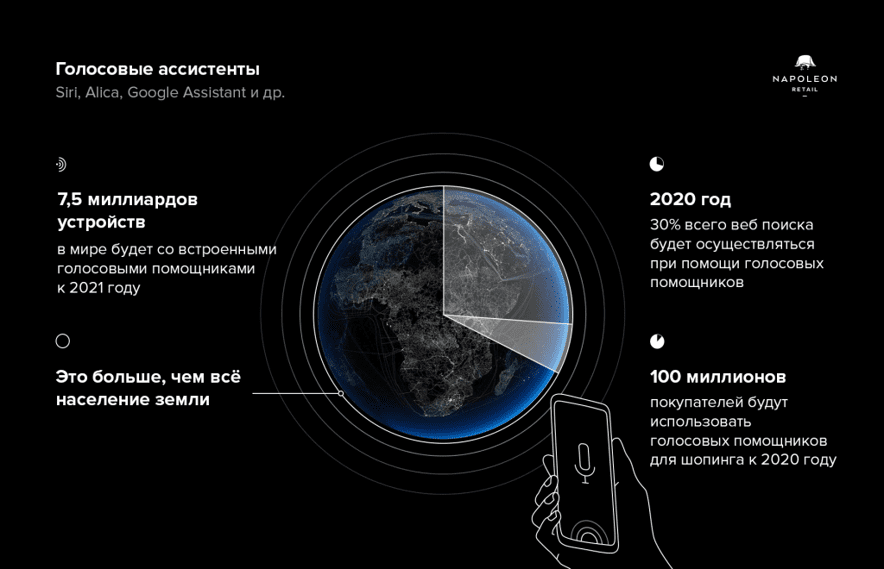 Голосовые ассистенты
Siri, Alica, Google Assistant и др.
NAPOLEON
RETAIL
7,5 миллиардов
устройств
в мире будет со встроенными
голосовыми помощниками
к 2021 году
Это больше, чем всё
население земли
2020 год
30% всего веб поиска
будет осуществляться
при помощи голосовых
помощников
100 миллионов
покупателей будут
использовать
голосовых помощников
для шопинга к 2020 году